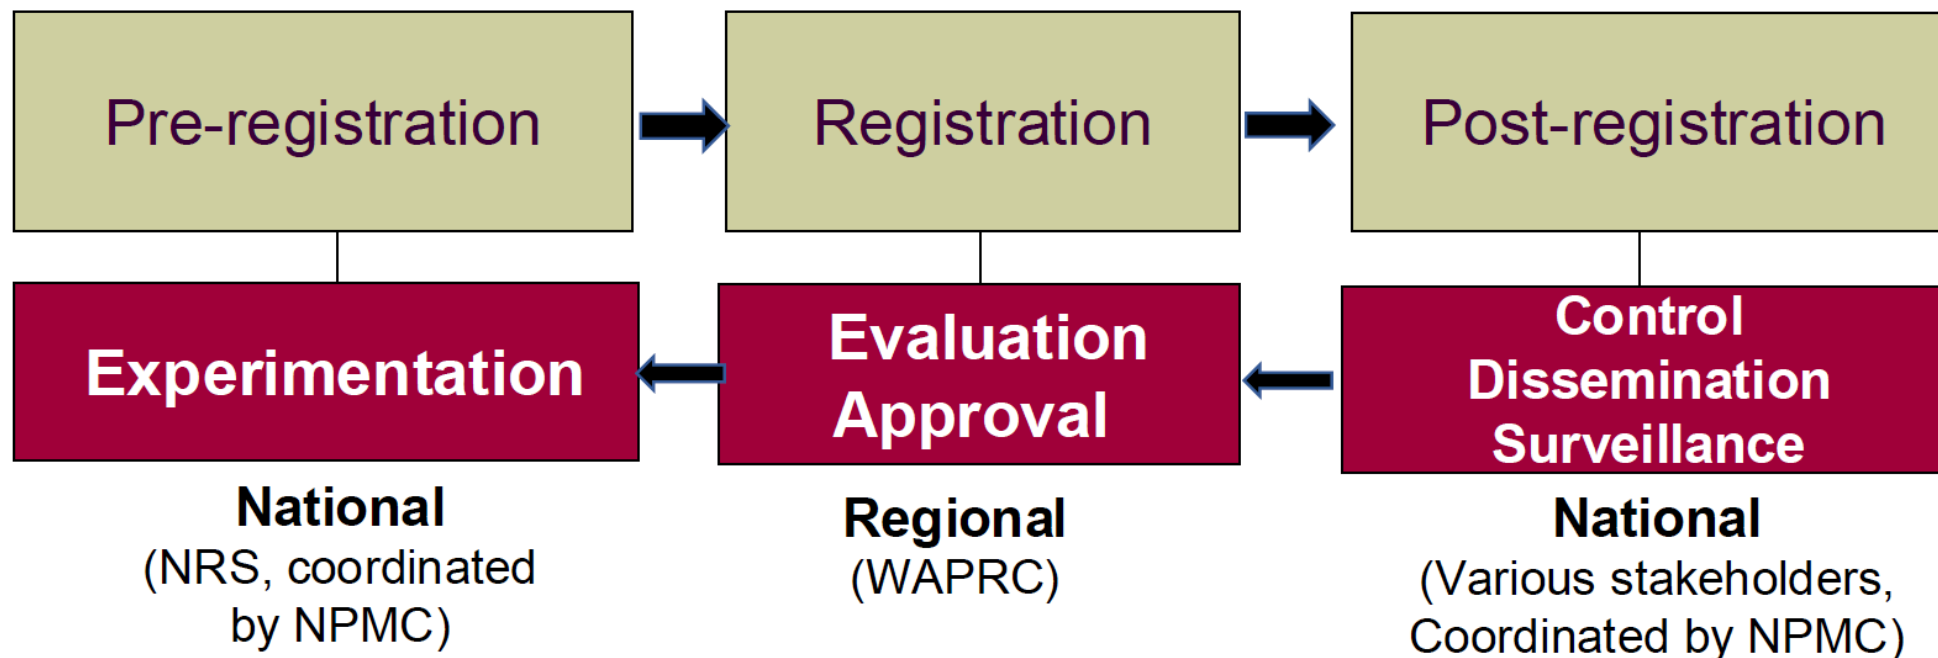 Pre-registration
Registration
Post-registration
Experimentation
Evaluation
Approval
Control
Dissemination
Surveillance
National
(NRS, coordinated
by NPMC)
Regional
(WAPRC)
National
(Various stakeholders,
Coordinated by NPMC)